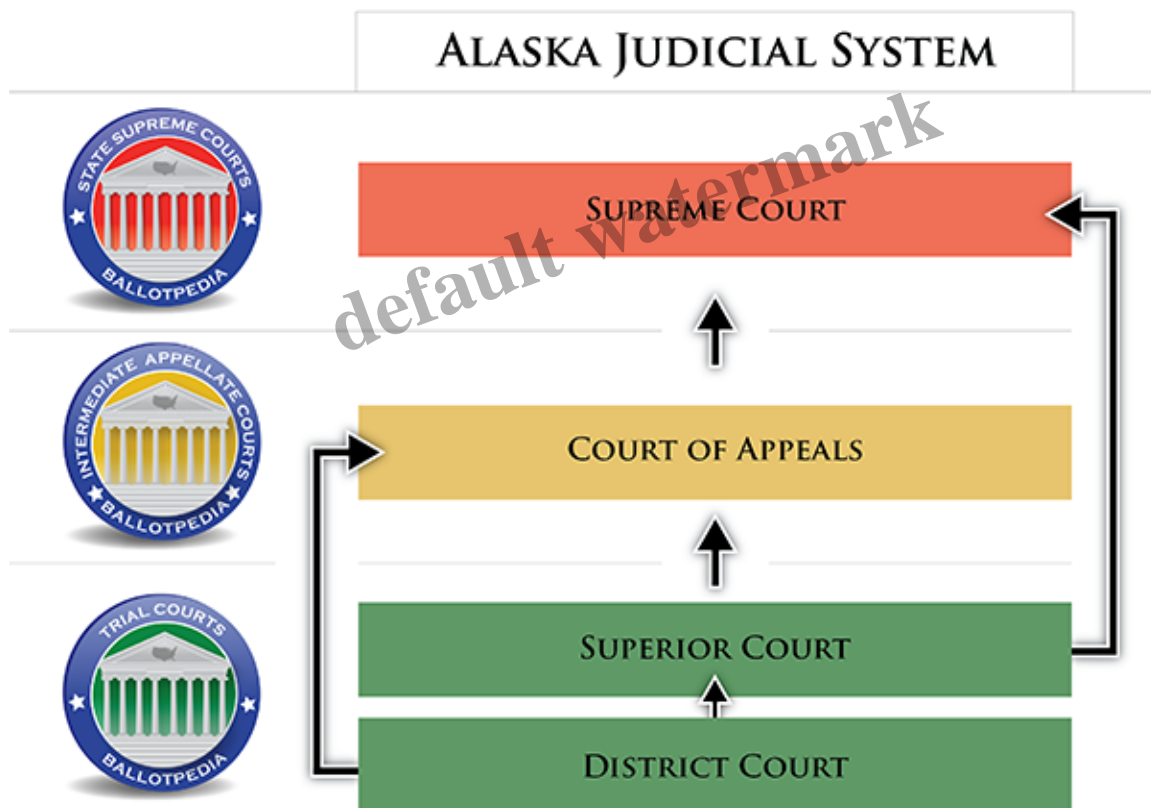 ALASKA JUDICIAL SYSTEM
STATE SUPREME COURTS
BALLOTPEDIA
SUPREME COURT
default watermark
INTERMEDIATE APPELLATE COURTS
BALLOTPEDIA
COURT OF APPEALS
TRIAL COURTS
BALLOTPEDIA
SUPERIOR COURT
DISTRICT COURT